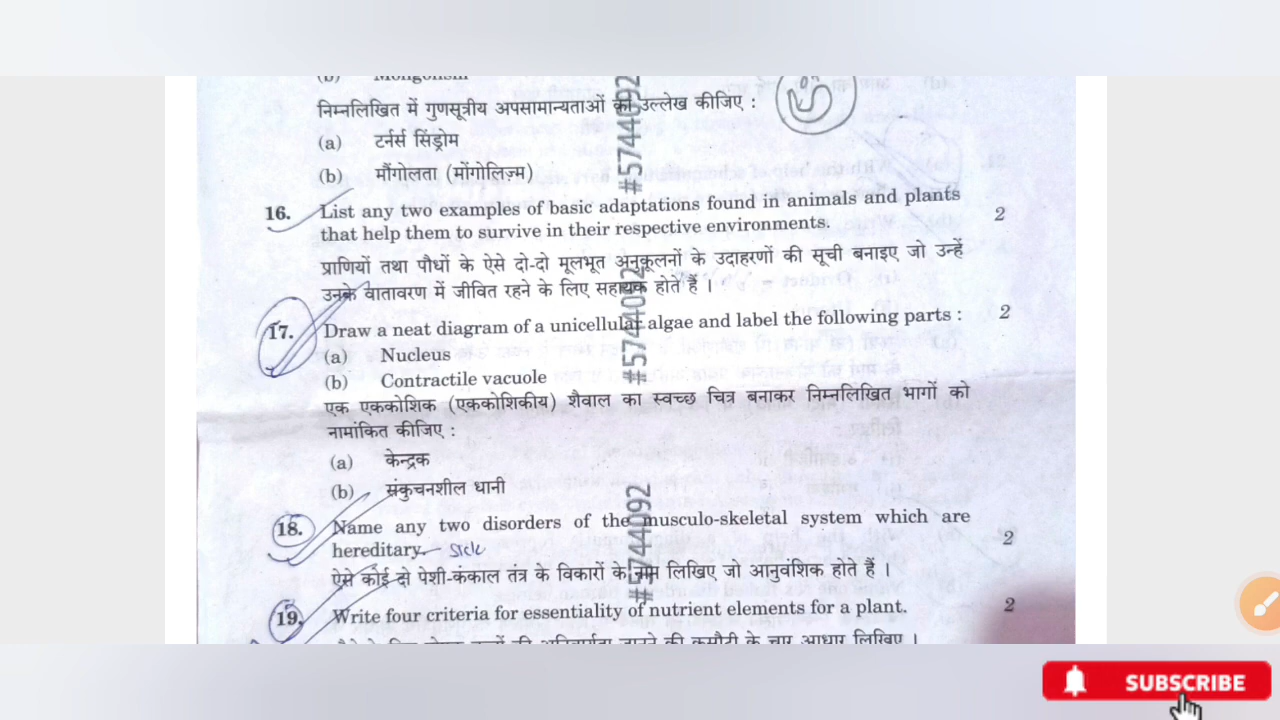 (b) Mongolism
निम्नलिखित में गुणसूत्रीय अपसामान्यताओं का उल्लेख कीजिए :
(a) टर्नर्स सिंड्रोम
(b) मौंगोलता (मोंगोलिज़्म)
16. List any two examples of basic adaptations found in animals and plants 2
that help them to survive in their respective environments.
प्राणियों तथा पौधों के ऐसे दो-दो मूलभूत अनुकूलनों के उदाहरणों की सूची बनाइए जो उन्हें
उनके वातावरण में जीवित रहने के लिए सहायक होते हैं ।
17. Draw a neat diagram of a unicellular algae and label the following parts : 2
(a) Nucleus
(b) Contractile vacuole
एक एककोशिक (एककोशिकीय) शैवाल का स्वच्छ चित्र बनाकर निम्नलिखित भागों को
नामांकित कीजिए :
(a) केन्द्रक
(b) संकुचनशील धानी
18. Name any two disorders of the musculo-skeletal system which are 2
hereditary.
ऐसे कोई दो पेशी-कंकाल तंत्र के विकारों के नाम लिखिए जो आनुवंशिक होते हैं ।
19. Write four criteria for essentiality of nutrient elements for a plant. 2
#5744092
#5744092
#5744092
SUBSCRIBE